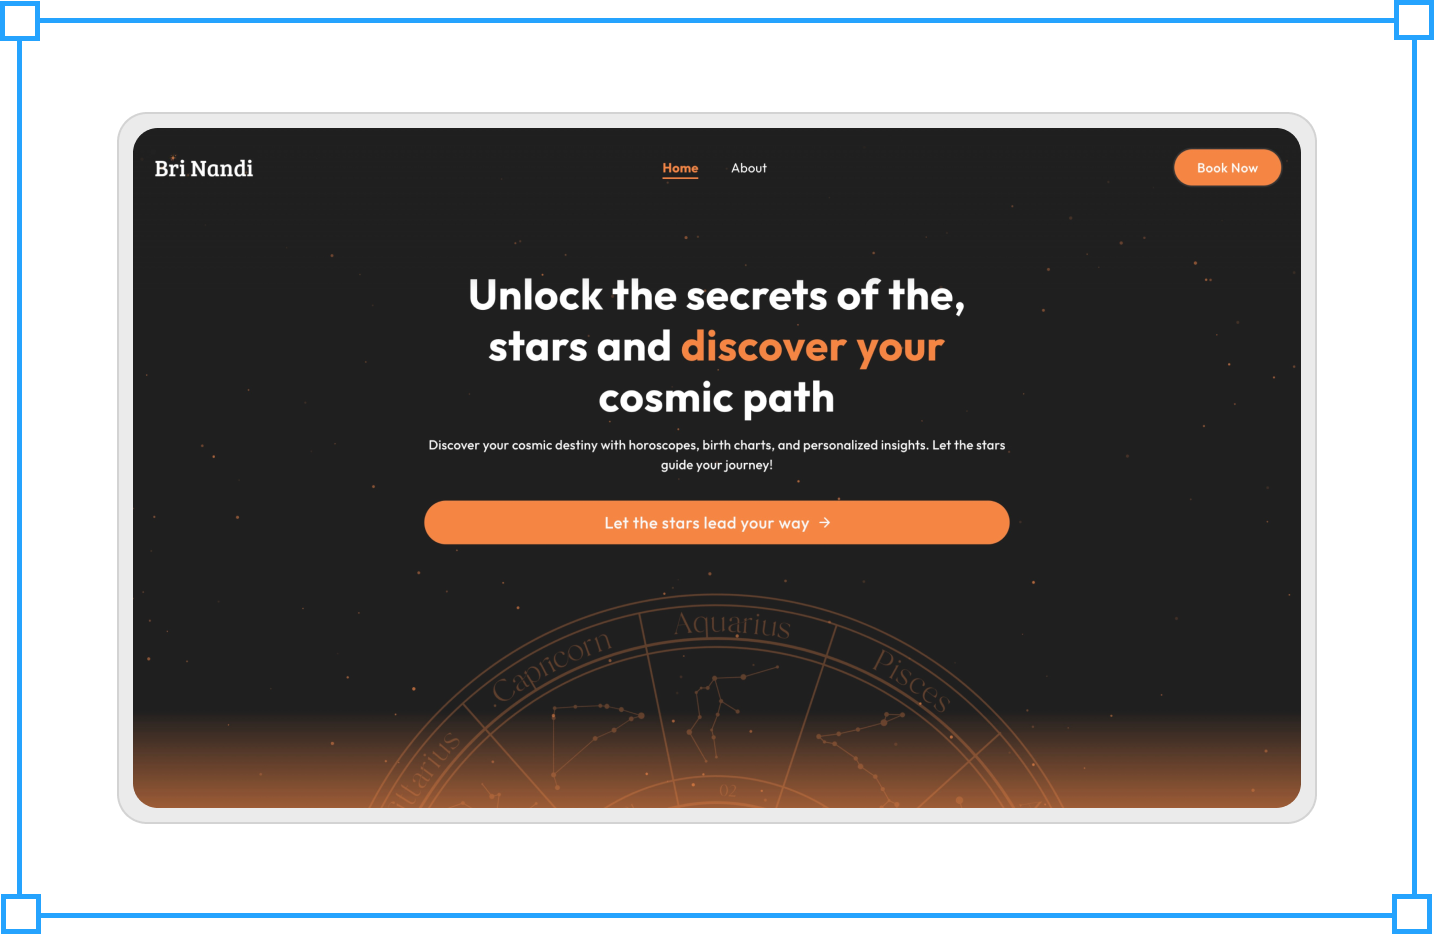 Bri Nandi
Home
About
Book Now
Unlock the secrets of the,
stars and discover your
cosmic path
Discover your cosmic destiny with horoscopes, birth charts, and personalized insights. Let the stars
guide your journey!
Let the stars lead your way →
Capricorn
Aquarius
Pisces
ittarius
02